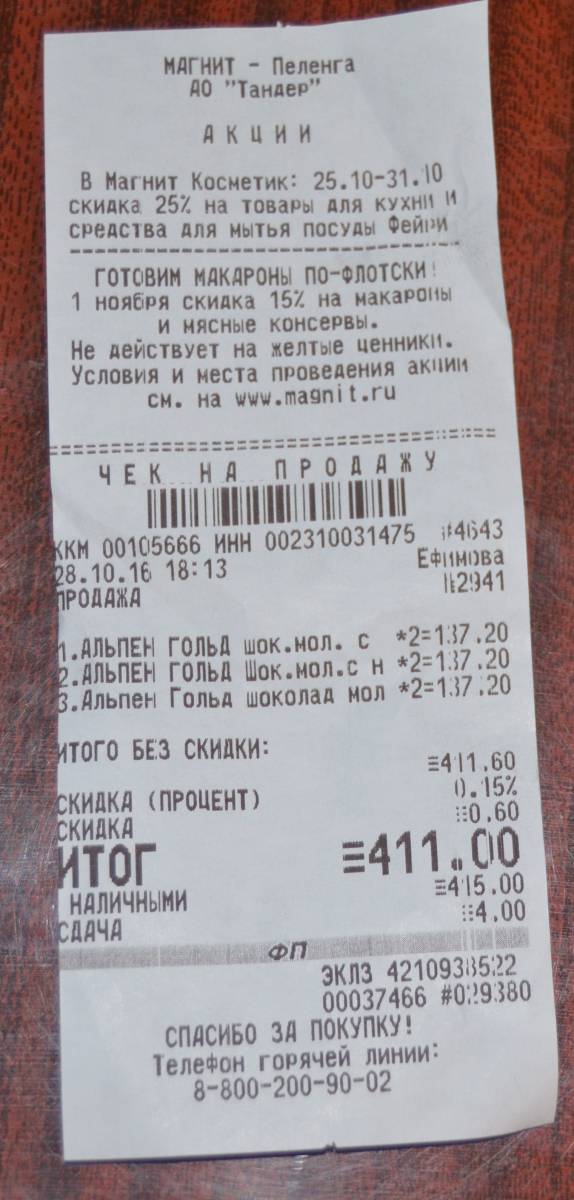 МАГНИТ - Пеленга
АО "Тандер"
АКЦИИ
В Магнит Косметик: 25.10-31.10
скидка 25% на товары для кухни и
средства для мытья посуды Фейри
ГОТОВИМ МАКАРОНЫ ПО-ФЛОТСКИ!
1 ноября скидка 15% на макароны
и мясные консервы.
Не действует на желтые ценники.
Условия и места проведения акции
см. на www.magnit.ru
ЧЕК НА ПРОДАЖУ
ККМ 00105666 ИНН 002310031475 #4643
28.10.16 18:13 Ефимова
ПРОДАЖА №2941
1.АЛЬПЕН ГОЛЬД шок.мол. с *2=137.20
2.АЛЬПЕН ГОЛЬД Шок.мол.с н *2=137.20
3.Альпен Гольд шоколад мол *2=137.20
ИТОГО БЕЗ СКИДКИ:
≡411.60
СКИДКА (ПРОЦЕНТ) 0.15%
СКИДКА ≡0.60
ИТОГ ≡411.00
НАЛИЧНЫМИ ≡415.00
СДАЧА ≡4.00
ФП
ЭКЛЗ 4210938522
00037466 #029380
СПАСИБО ЗА ПОКУПКУ!
Телефон горячей линии:
8-800-200-90-02